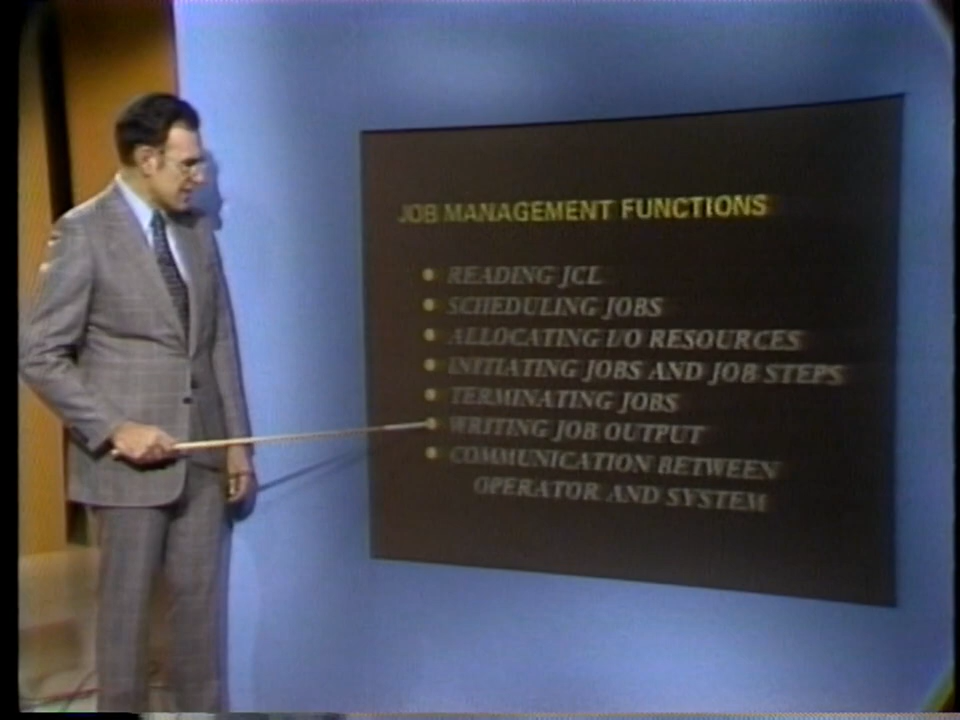 JOB MANAGEMENT FUNCTIONS
• READING JCL
• SCHEDULING JOBS
• ALLOCATING I/O RESOURCES
• INITIATING JOBS AND JOB STEPS
• TERMINATING JOBS
• WRITING JOB OUTPUT
• COMMUNICATION BETWEEN
OPERATOR AND SYSTEM